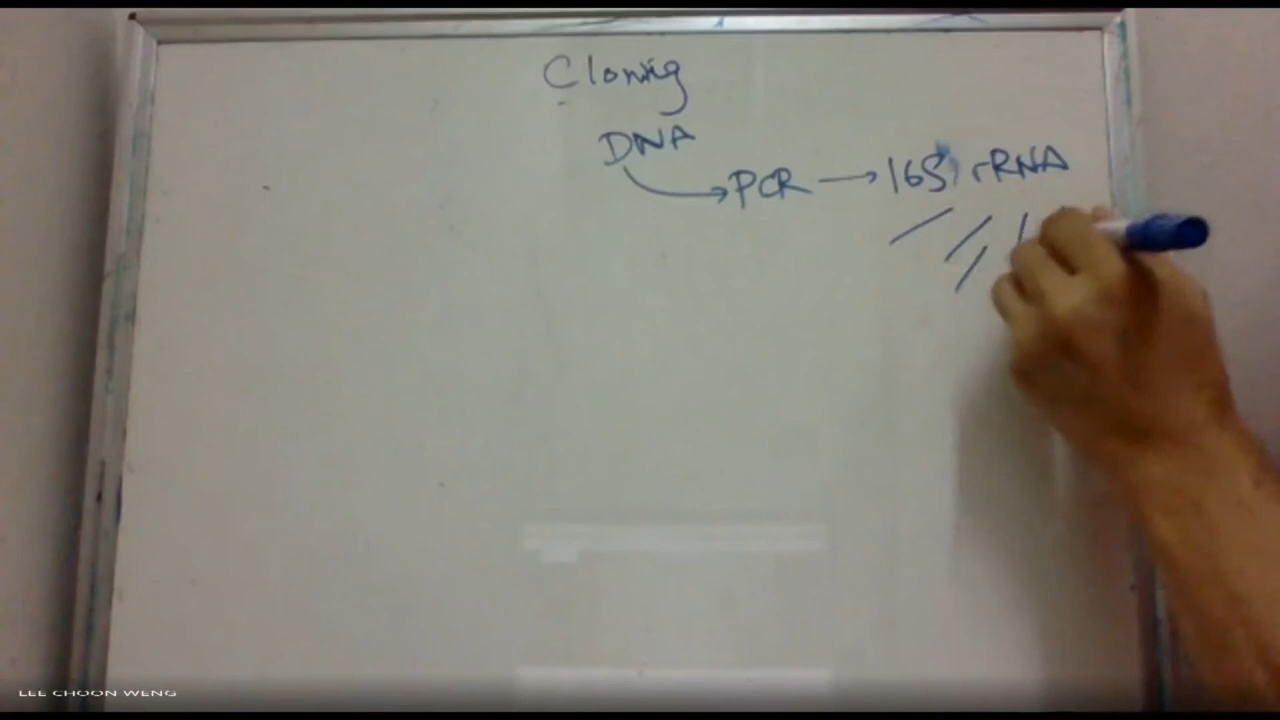 Cloning
DNA
→ PCR → 16S rRNA
LEE CHOON WENG